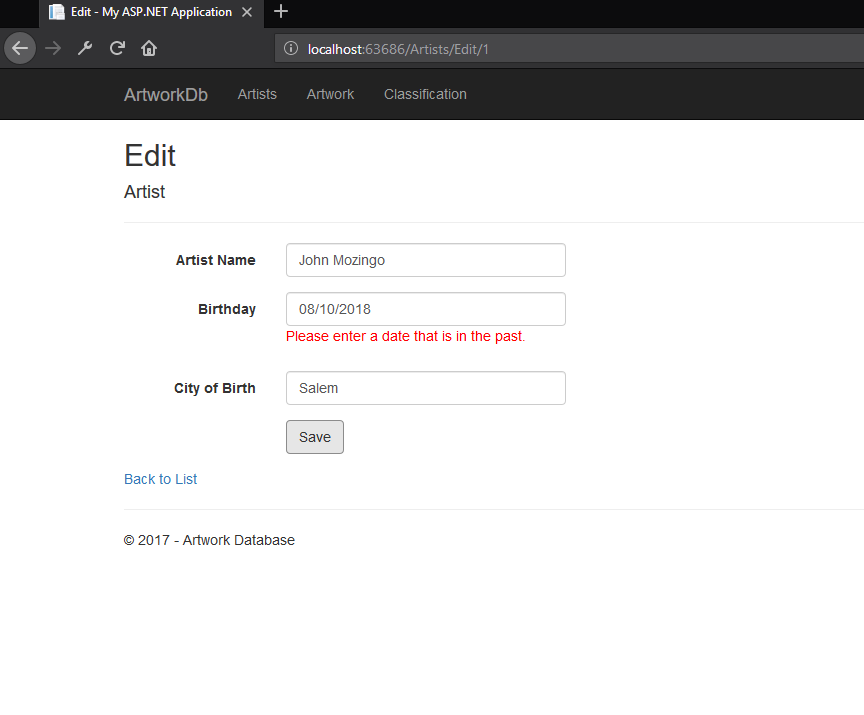 Edit - My ASP.NET Application
localhost:63686/Artists/Edit/1
ArtworkDb Artists Artwork Classification
Edit
Artist
Artist Name John Mozingo
Birthday 08/10/2018
Please enter a date that is in the past.
City of Birth Salem
Save
Back to List
© 2017 - Artwork Database